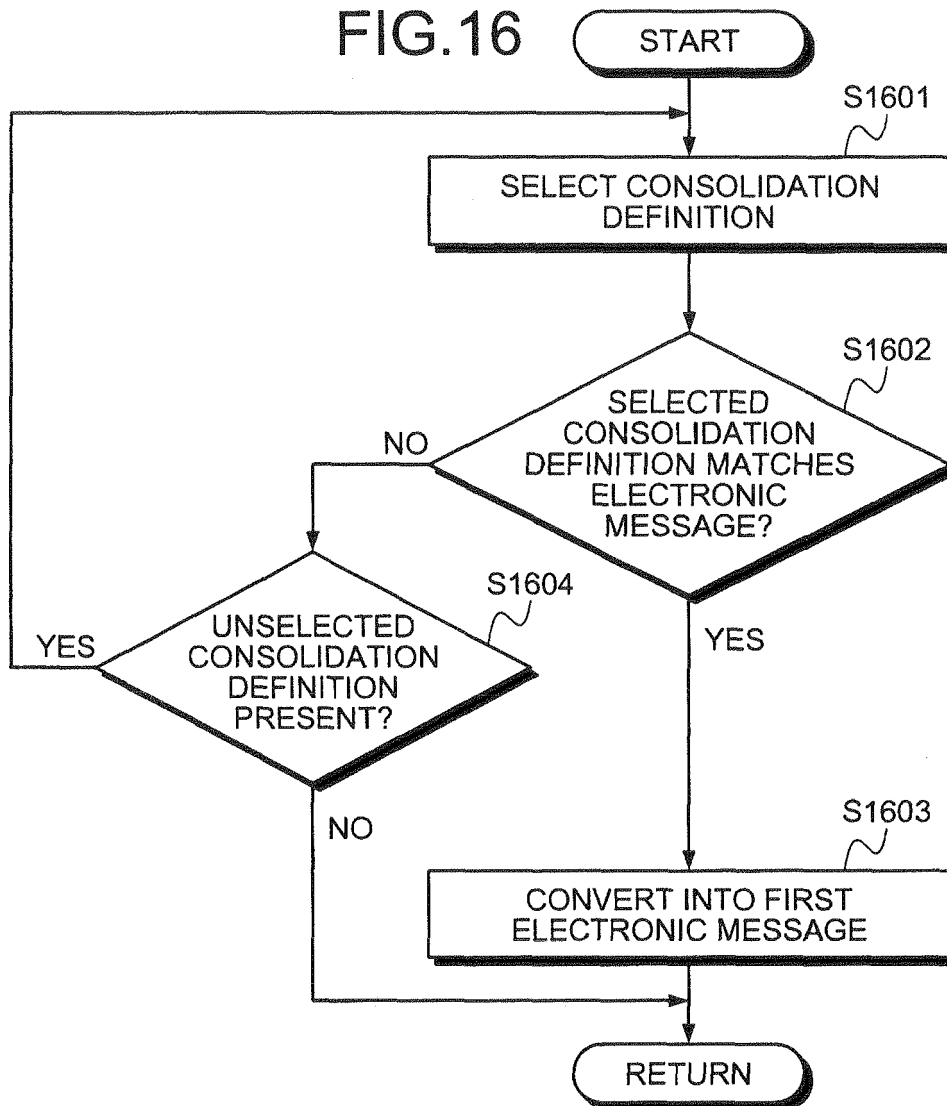 FIG.16
START
S1601
SELECT CONSOLIDATION
DEFINITION
S1602
SELECTED
CONSOLIDATION
DEFINITION MATCHES
ELECTRONIC
MESSAGE?
NO
YES
S1604
UNSELECTED
CONSOLIDATION
DEFINITION
PRESENT?
YES
NO
S1603
CONVERT INTO FIRST
ELECTRONIC MESSAGE
RETURN